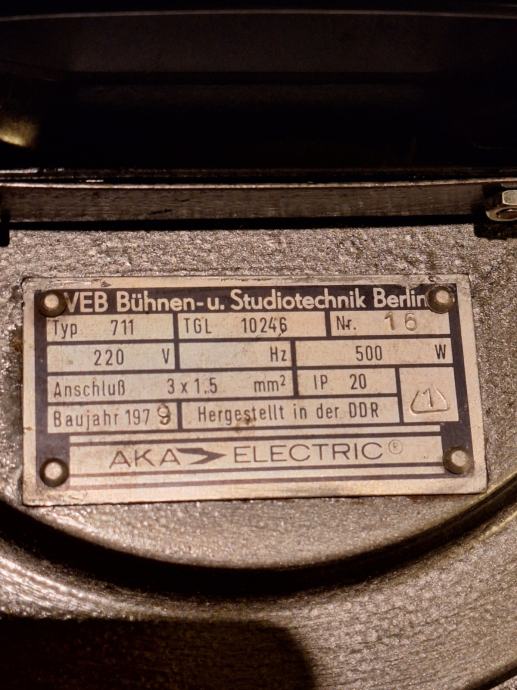 VEB Bühnen-u. Studiotechnik Berlin
Typ 711 TGL 10246 Nr. 16
220 V Hz 500 W
Anschluß 3 x 1,5 mm² IP 20
1
Baujahr 1979 Hergestellt in der DDR
AKA ELECTRIC®